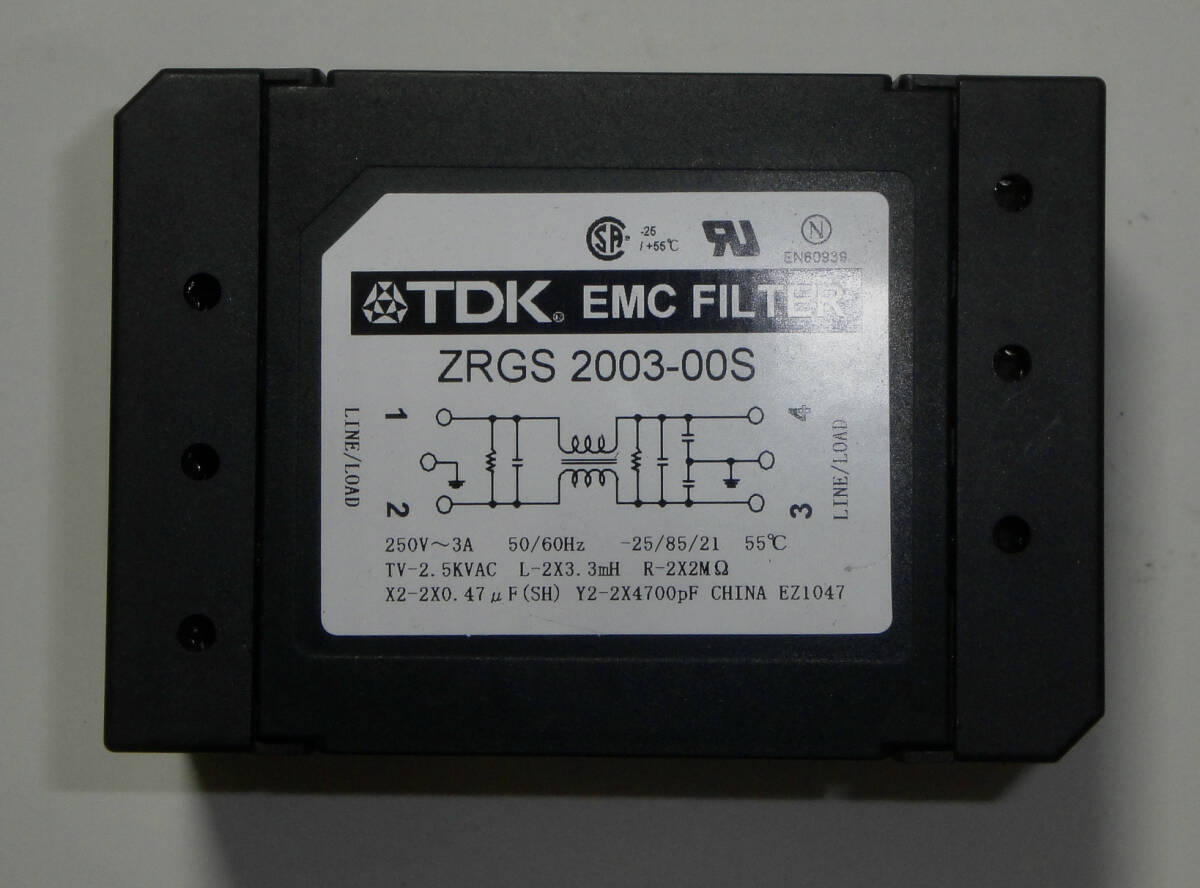 -25
/+55℃
EN60939
TDK® EMC FILTER
ZRGS 2003-00S
1
4
LINE/LOAD
LINE/LOAD
2
3
250V～3A 50/60Hz -25/85/21 55℃
TV-2.5KVAC L-2X3.3mH R-2X2MΩ
X2-2X0.47μF(SH) Y2-2X4700pF CHINA EZ1047